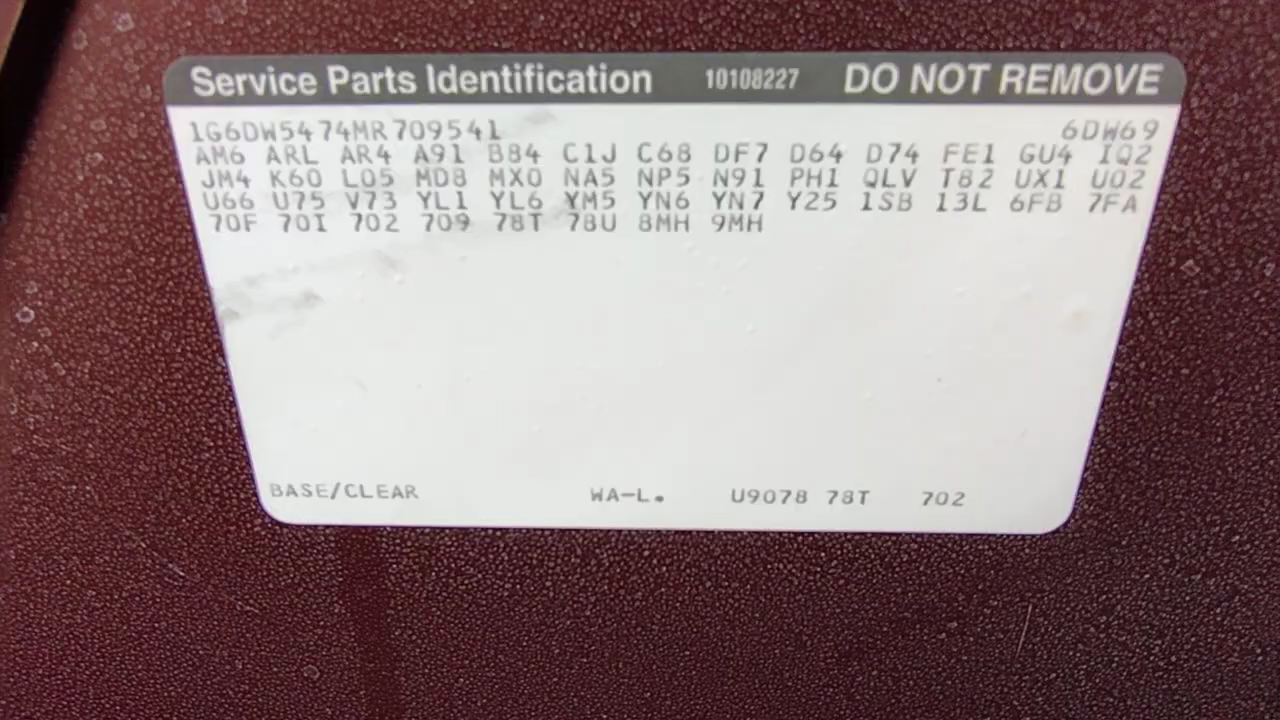 Service Parts Identification 10108227 DO NOT REMOVE
1G6DW5474MR709541 6DW69
AM6 ARL AR4 A91 B84 C1J C68 DF7 D64 D74 FE1 GU4 IQ2
JM4 K60 L05 MD8 MX0 NA5 NP5 N91 PH1 QLV T82 UX1 U02
U66 U75 V73 YL1 YL6 YM5 YN6 YN7 Y25 1SB 13L 6FB 7FA
70F 70I 702 709 78T 78U 8MH 9MH
BASE/CLEAR WA-L. U9078 78T 702